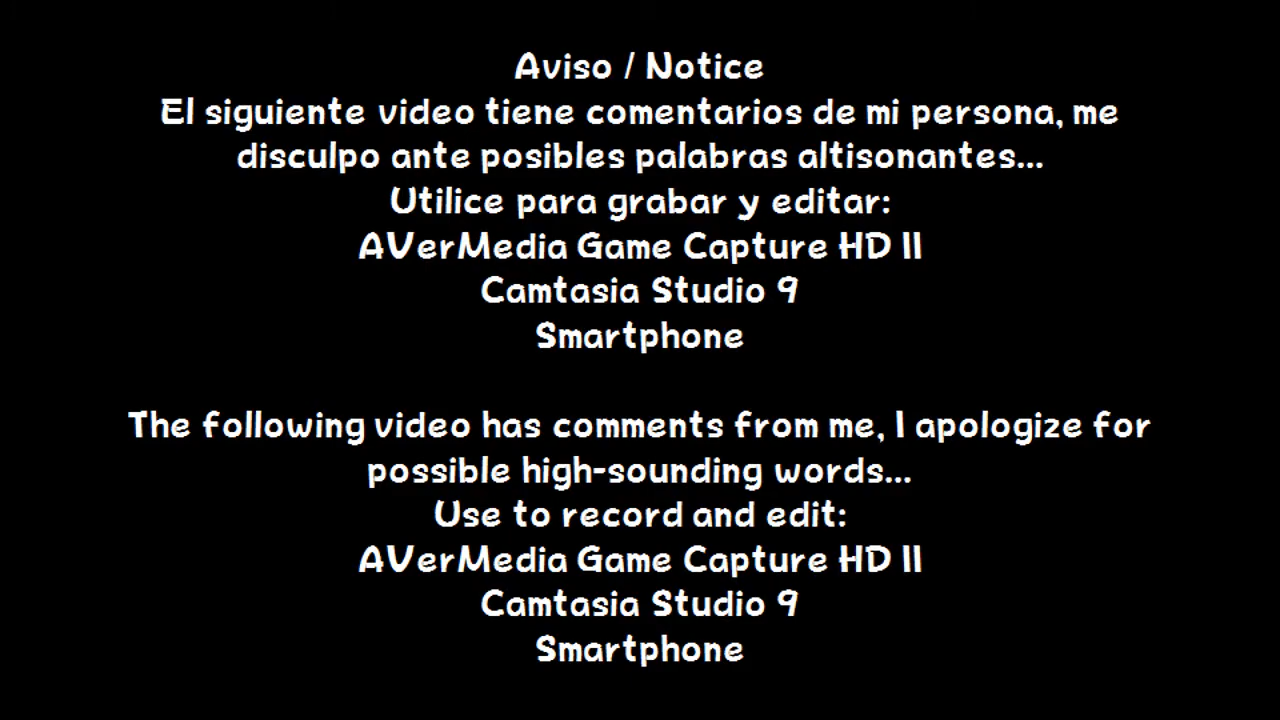 Aviso / Notice
El siguiente video tiene comentarios de mi persona, me
disculpo ante posibles palabras altisonantes...
Utilice para grabar y editar:
AVerMedia Game Capture HD II
Camtasia Studio 9
Smartphone
The following video has comments from me, I apologize for
possible high-sounding words...
Use to record and edit:
AVerMedia Game Capture HD II
Camtasia Studio 9
Smartphone